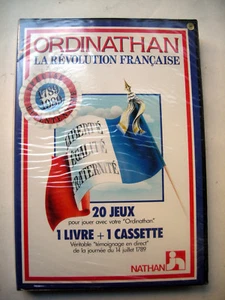 ORDINATHAN
LA RÉVOLUTION FRANÇAISE
1789
1989
LIBERTÉ
ÉGALITÉ
FRATERNITÉ
20 JEUX
pour jouer avec votre "Ordinathan"
1 LIVRE + 1 CASSETTE
Véritable "témoignage en direct"
de la journée du 14 juillet 1789
NATHAN